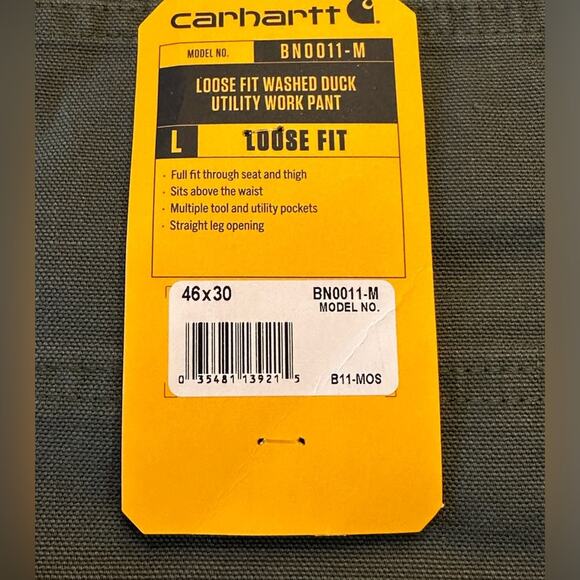 carhartt
MODEL NO. BN0011-M
LOOSE FIT WASHED DUCK
UTILITY WORK PANT
L LOOSE FIT
· Full fit through seat and thigh
· Sits above the waist
· Multiple tool and utility pockets
· Straight leg opening
46x30 BN0011-M
MODEL NO.
0 35481 13921 5 B11-MOS